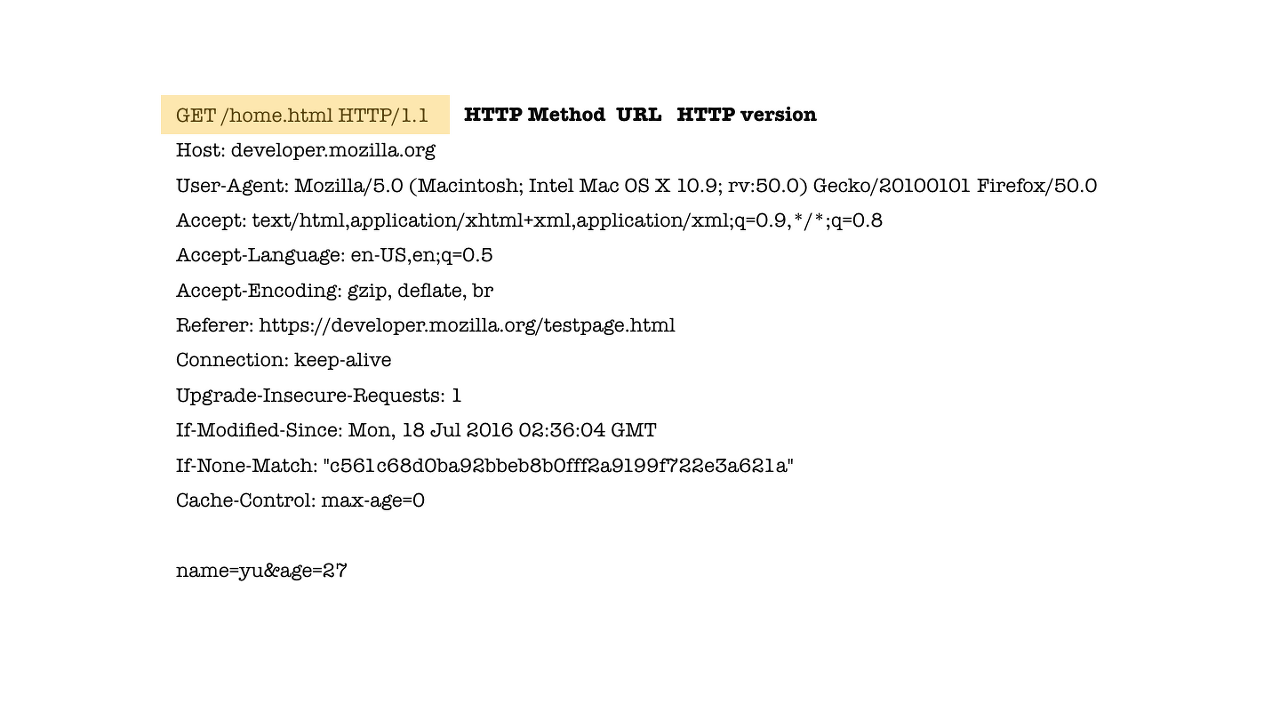 GET /home.html HTTP/1.1 HTTP Method URL HTTP version
Host: developer.mozilla.org
User-Agent: Mozilla/5.0 (Macintosh; Intel Mac OS X 10.9; rv:50.0) Gecko/20100101 Firefox/50.0
Accept: text/html,application/xhtml+xml,application/xml;q=0.9,*/*;q=0.8
Accept-Language: en-US,en;q=0.5
Accept-Encoding: gzip, deflate, br
Referer: https://developer.mozilla.org/testpage.html
Connection: keep-alive
Upgrade-Insecure-Requests: 1
If-Modified-Since: Mon, 18 Jul 2016 02:36:04 GMT
If-None-Match: "c561c68d0ba92bbeb8b0fff2a9199f722e3a621a"
Cache-Control: max-age=0
name=yu&age=27